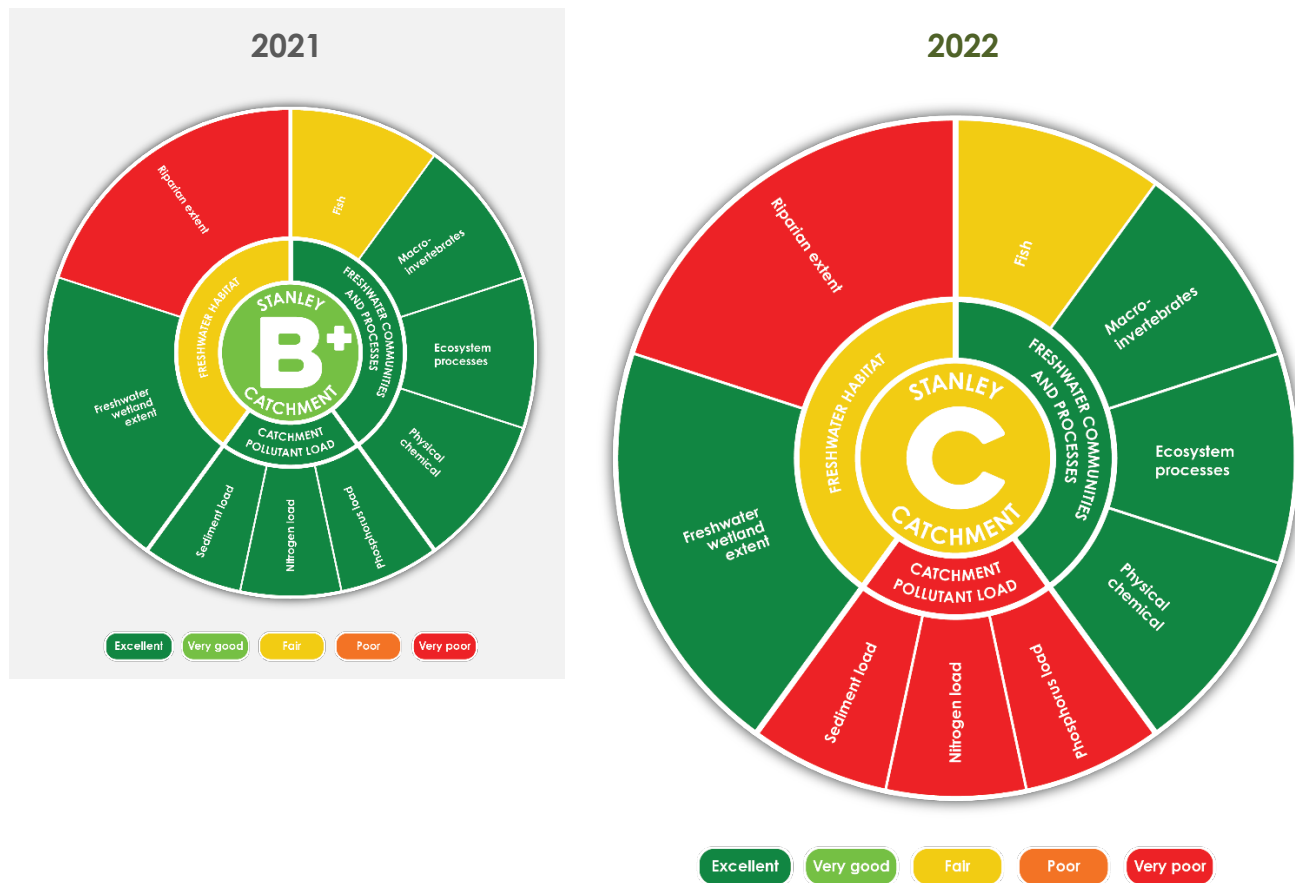 2021
Riparian extent
Fish
Macro-
invertebrates
Ecosystem
processes
Physical
chemical
Phosphorus load
Nitrogen load
Sediment load
Freshwater
wetland
extent
FRESHWATER HABITAT
FRESHWATER COMMUNITIES
AND PROCESSES
CATCHMENT
POLLUTANT LOAD
STANLEY
B+
CATCHMENT
Excellent
Very good
Fair
Poor
Very poor
2022
Riparian extent
Fish
Macro-
invertebrates
Ecosystem
processes
Physical
chemical
Phosphorus load
Nitrogen load
Sediment load
Freshwater
wetland
extent
FRESHWATER HABITAT
FRESHWATER COMMUNITIES
AND PROCESSES
CATCHMENT
POLLUTANT LOAD
STANLEY
C
CATCHMENT
Excellent
Very good
Fair
Poor
Very poor